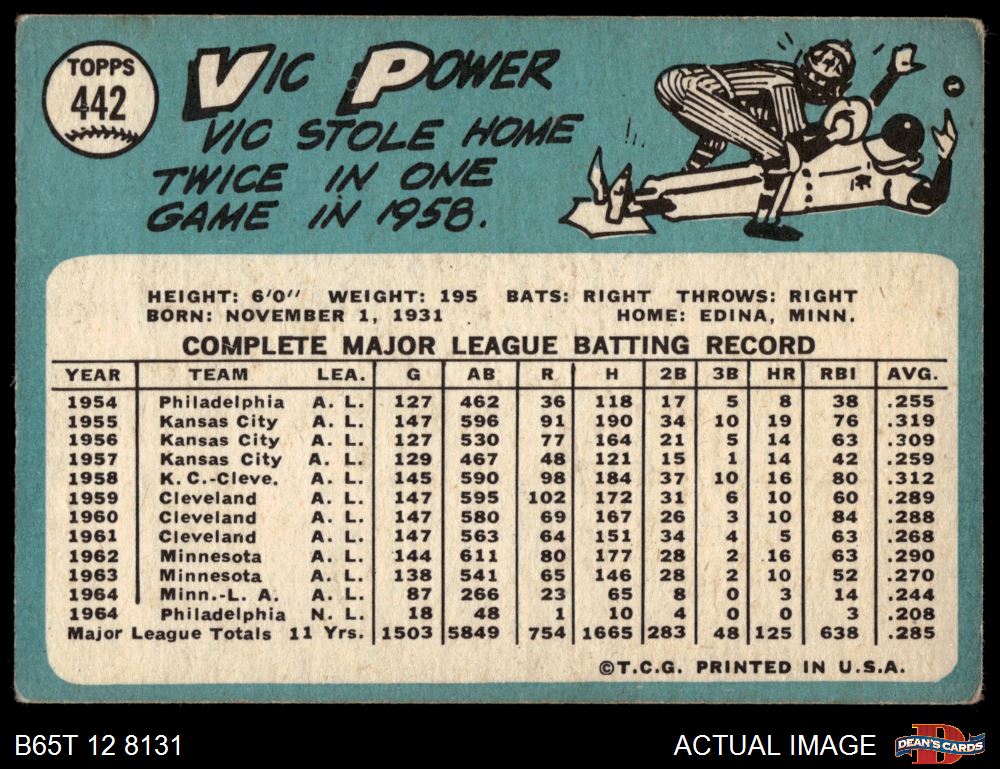 TOPPS
442
VIC POWER
VIC STOLE HOME
TWICE IN ONE
GAME IN 1958.
HEIGHT: 6'0" WEIGHT: 195 BATS: RIGHT THROWS: RIGHT
BORN: NOVEMBER 1, 1931 HOME: EDINA, MINN.
COMPLETE MAJOR LEAGUE BATTING RECORD
YEAR TEAM LEA. G AB R H 2B 3B HR RBI AVG.
1954 Philadelphia A. L. 127 462 36 118 17 5 8 38 .255
1955 Kansas City A. L. 147 596 91 190 34 10 19 76 .319
1956 Kansas City A. L. 127 530 77 164 21 5 14 63 .309
1957 Kansas City A. L. 129 467 48 121 15 1 14 42 .259
1958 K. C.-Cleve. A. L. 145 590 98 184 37 10 16 80 .312
1959 Cleveland A. L. 147 595 102 172 31 6 10 60 .289
1960 Cleveland A. L. 147 580 69 167 26 3 10 84 .288
1961 Cleveland A. L. 147 563 64 151 34 4 5 63 .268
1962 Minnesota A. L. 144 611 80 177 28 2 16 63 .290
1963 Minnesota A. L. 138 541 65 146 28 2 10 52 .270
1964 Minn.-L. A. A. L. 87 266 23 65 8 0 3 14 .244
1964 Philadelphia N. L. 18 48 1 10 4 0 0 3 .208
Major League Totals 11 Yrs. 1503 5849 754 1665 283 48 125 638 .285
©T.C.G. PRINTED IN U.S.A.
B65T 12 8131 ACTUAL IMAGE D DEAN'S CARDS